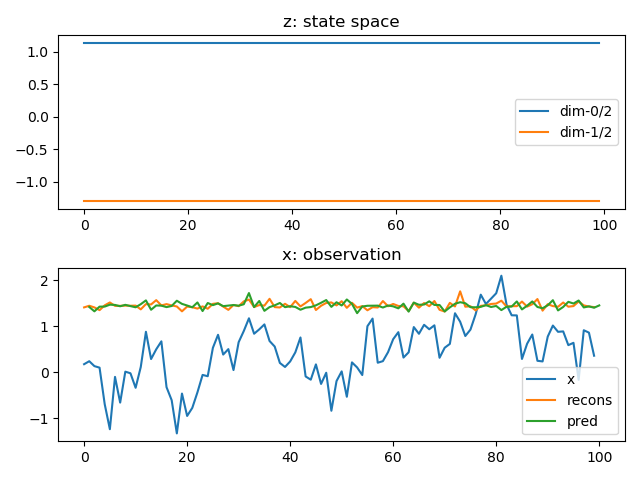 z: state space
1.0
0.5
0.0
−0.5
−1.0
dim-0/2
dim-1/2
0 20 40 60 80 100
x: observation
2
1
0
−1
x
recons
pred
0 20 40 60 80 100